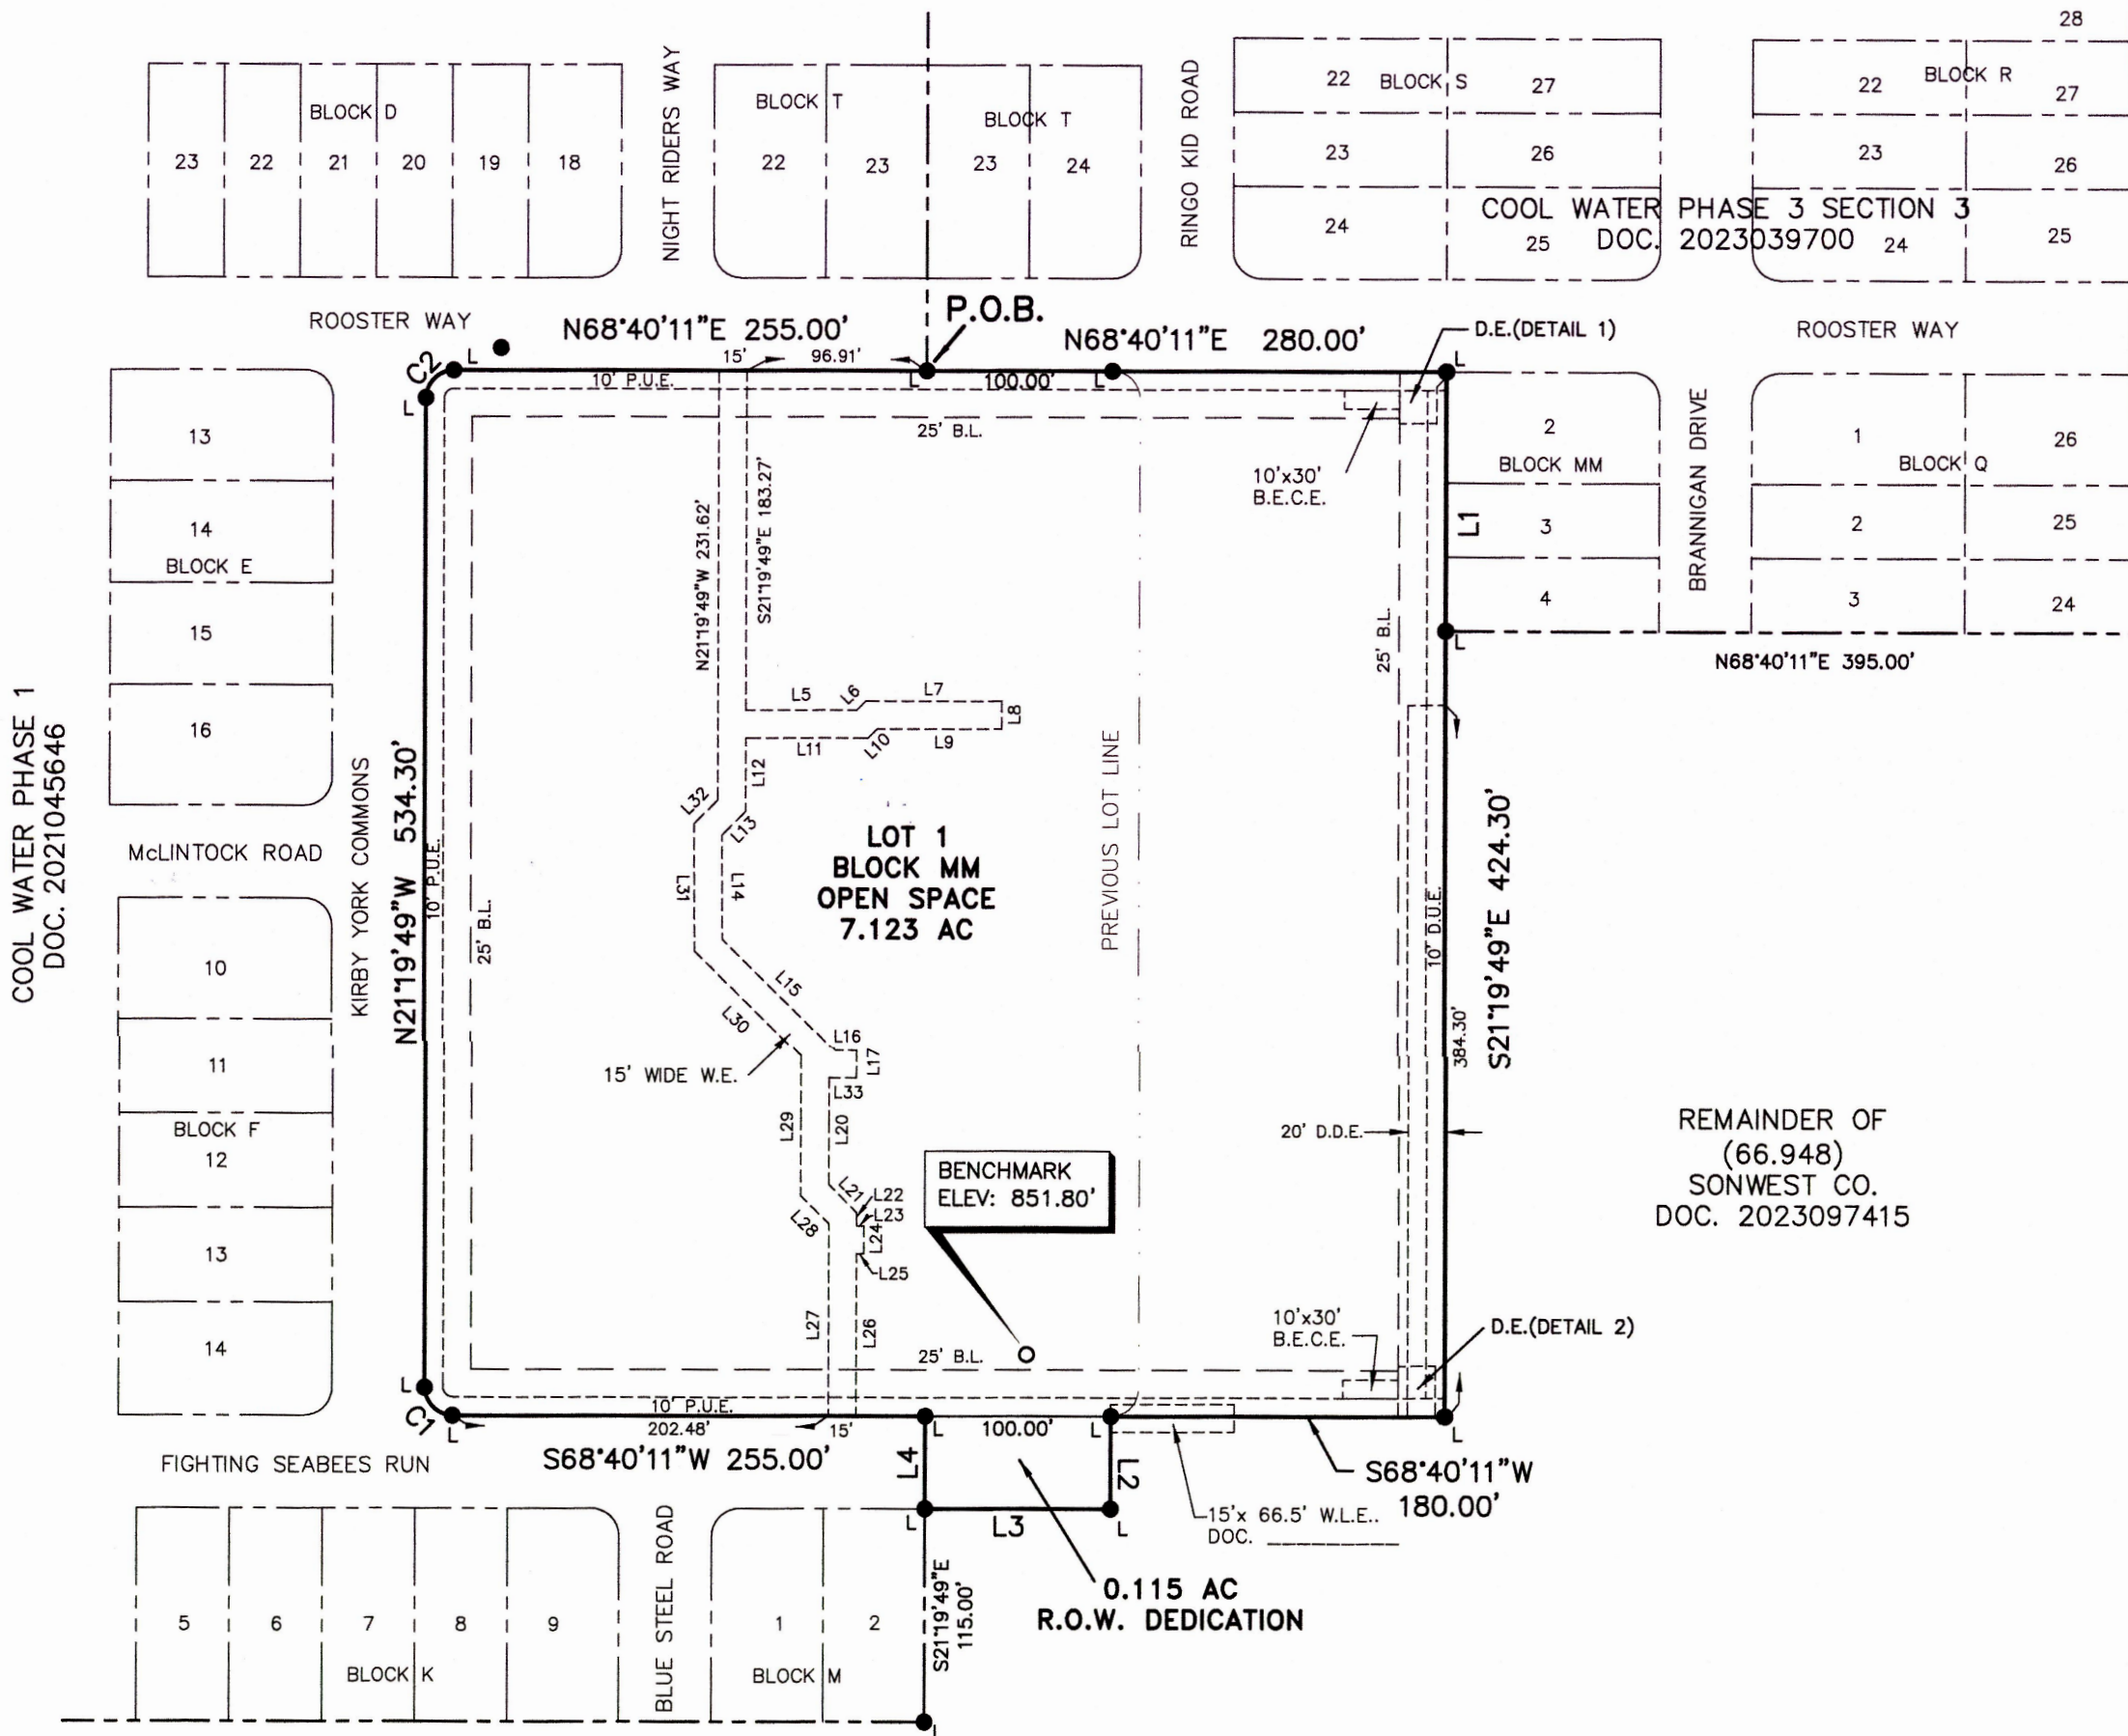 28
BLOCK D
23 22 21 20 19 18
NIGHT RIDERS WAY
BLOCK T
BLOCK T
22 23 23 24
RINGO KID ROAD
22 BLOCK S 27
23 26
24 25
22 BLOCK R 27
23 26
24 25
COOL WATER PHASE 3 SECTION 3
DOC. 2023039700
ROOSTER WAY
N68°40'11"E 255.00'
P.O.B.
N68°40'11"E 280.00'
D.E.(DETAIL 1)
ROOSTER WAY
C2
L
L
15'
96.91'
L
100.00'
L
L
10' P.U.E.
25' B.L.
10'x30'
B.E.C.E.
13
14
BLOCK E
15
16
COOL WATER PHASE 1
DOC. 2021045646
McLINTOCK ROAD
KIRBY YORK COMMONS
N21°19'49"W 534.30'
10' P.U.E.
25' B.L.
10
11
BLOCK F
12
13
14
N21°19'49"W 231.62'
S21°19'49"E 183.27'
L5
L6
L7
L8
L9
L10
L11
L12
L32
L13
L31
L14
L15
L30
L16
L17
L33
15' WIDE W.E.
L29
L20
L21
L22
L23
L24
L25
L28
L27
L26
LOT 1
BLOCK MM
OPEN SPACE
7.123 AC
PREVIOUS LOT LINE
BENCHMARK
ELEV: 851.80'
25' B.L.
25' B.L.
L1
L
2
BLOCK MM
3
4
BRANNIGAN DRIVE
1 26
BLOCK Q
2 25
3 24
N68°40'11"E 395.00'
10' D.U.E.
384.30'
S21°19'49"E 424.30'
20' D.D.E.
REMAINDER OF
(66.948)
SONWEST CO.
DOC. 2023097415
10'x30'
B.E.C.E.
D.E.(DETAIL 2)
L
C1
L
10' P.U.E.
202.48'
15'
L
100.00'
L
L
FIGHTING SEABEES RUN
S68°40'11"W 255.00'
L4
L2
L3
L
L
S68°40'11"W
180.00'
15'x 66.5' W.L.E..
DOC.
0.115 AC
R.O.W. DEDICATION
5 6 7 8 9
BLOCK K
BLUE STEEL ROAD
1 2
BLOCK M
S21°19'49"E
115.00'
L